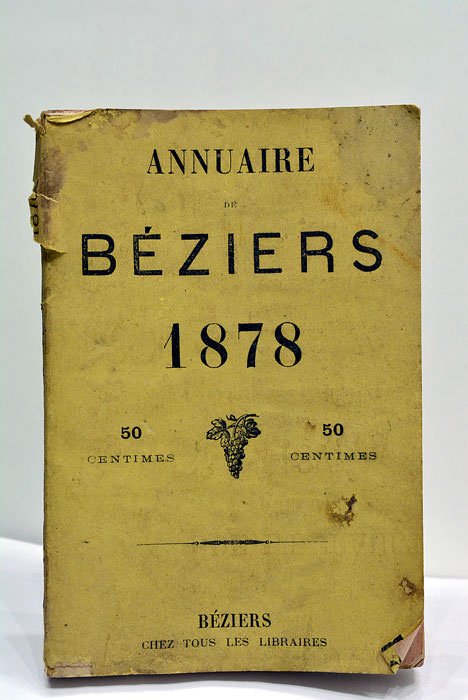 ANNUAIRE
DE
BÉZIERS
1878
50 50
CENTIMES CENTIMES
BÉZIERS
CHEZ TOUS LES LIBRAIRES